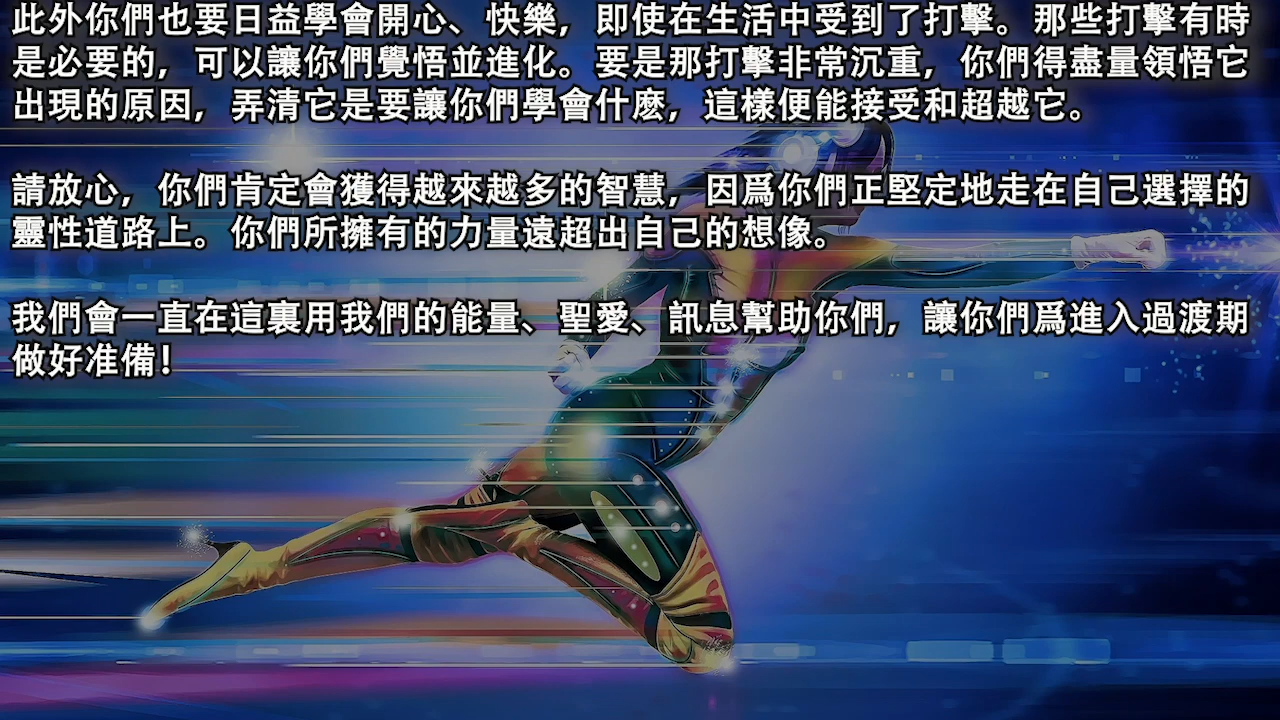 此外你們也要日益學會開心、快樂，即使在生活中受到了打擊。那些打擊有時
是必要的，可以讓你們覺悟並進化。要是那打擊非常沉重，你們得盡量領悟它
出現的原因，弄清它是要讓你們學會什麽，這樣便能接受和超越它。
請放心，你們肯定會獲得越來越多的智慧，因爲你們正堅定地走在自己選擇的
靈性道路上。你們所擁有的力量遠超出自己的想像。
我們會一直在這裏用我們的能量、聖愛、訊息幫助你們，讓你們爲進入過渡期
做好准備！